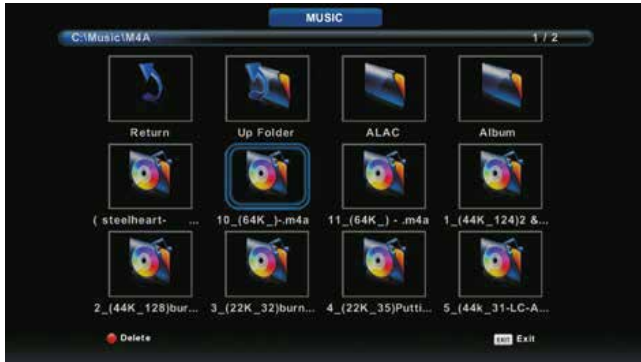 MUSIC
C:\Music\M4A 1 / 2
Return Up Folder ALAC Album
( steelheart- ... 10_(64K_)-.m4a 11_(64K_) - .m4a 1_(44K_124)2 &...
2_(44K_128)bur... 3_(22K_32)burn... 4_(22K_35)Putti... 5_(44k_31-LC-A...
Delete EXIT Exit